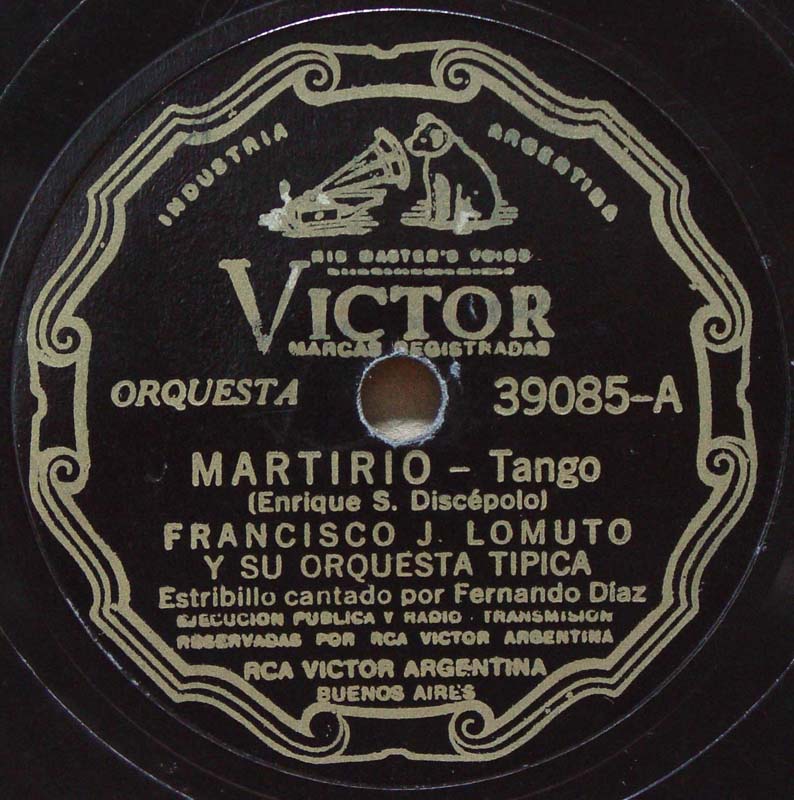 INDUSTRIA ARGENTINA
HIS MASTER'S VOICE
VICTOR
MARCAS REGISTRADAS
ORQUESTA 39085-A
MARTIRIO - Tango
(Enrique S. Discépolo)
FRANCISCO J. LOMUTO
Y SU ORQUESTA TIPICA
Estribillo cantado por Fernando Díaz
EJECUCION PUBLICA Y RADIO - TRANSMISION
RESERVADAS POR RCA VICTOR ARGENTINA
RCA VICTOR ARGENTINA
BUENOS AIRES